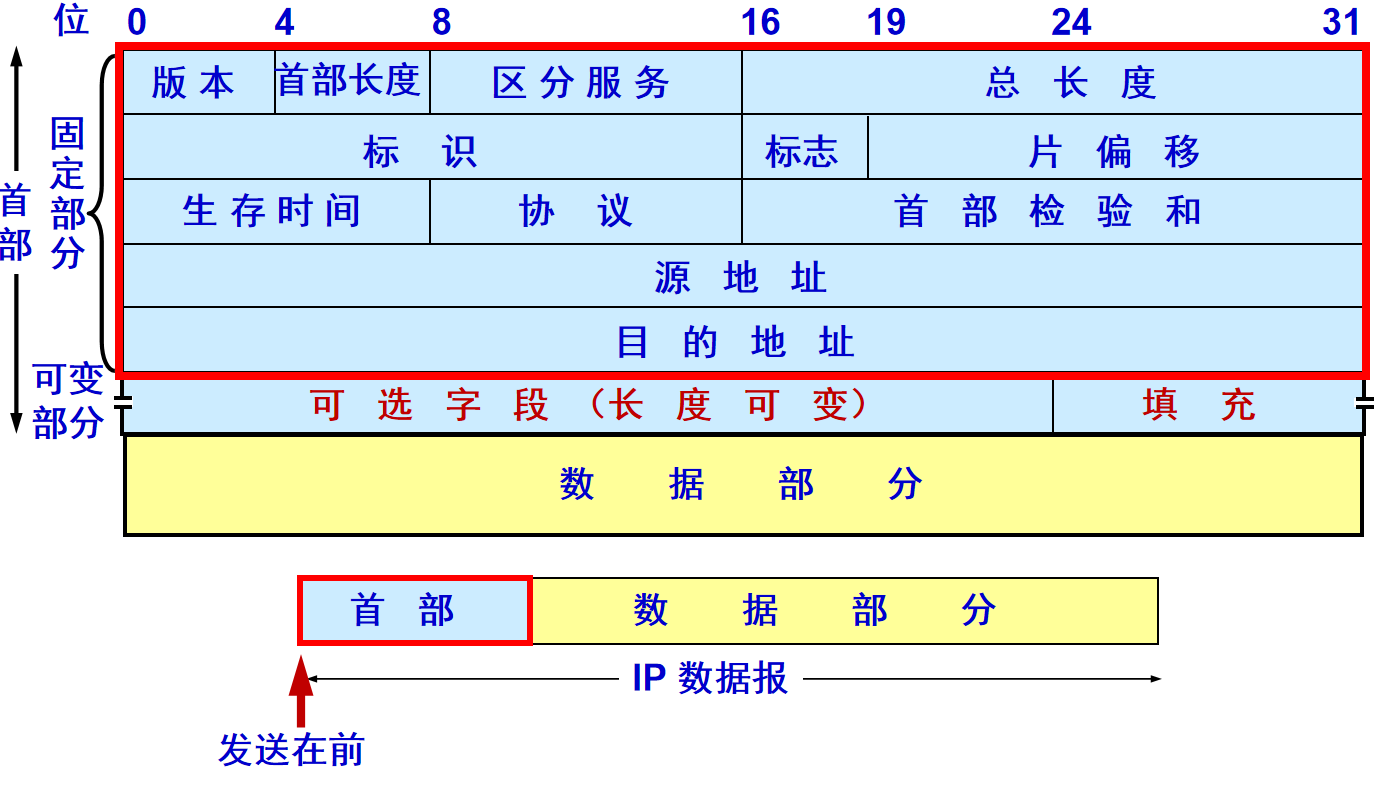 位 0 4 8 16 19 24 31
版本 首部长度 区分服务 总长度
标识 标志 片偏移
生存时间 协议 首部检验和
源地址
目的地址
可选字段（长度可变） 填充
数据部分
首部
固定部分
可变部分
首部 数据部分
IP 数据报
发送在前